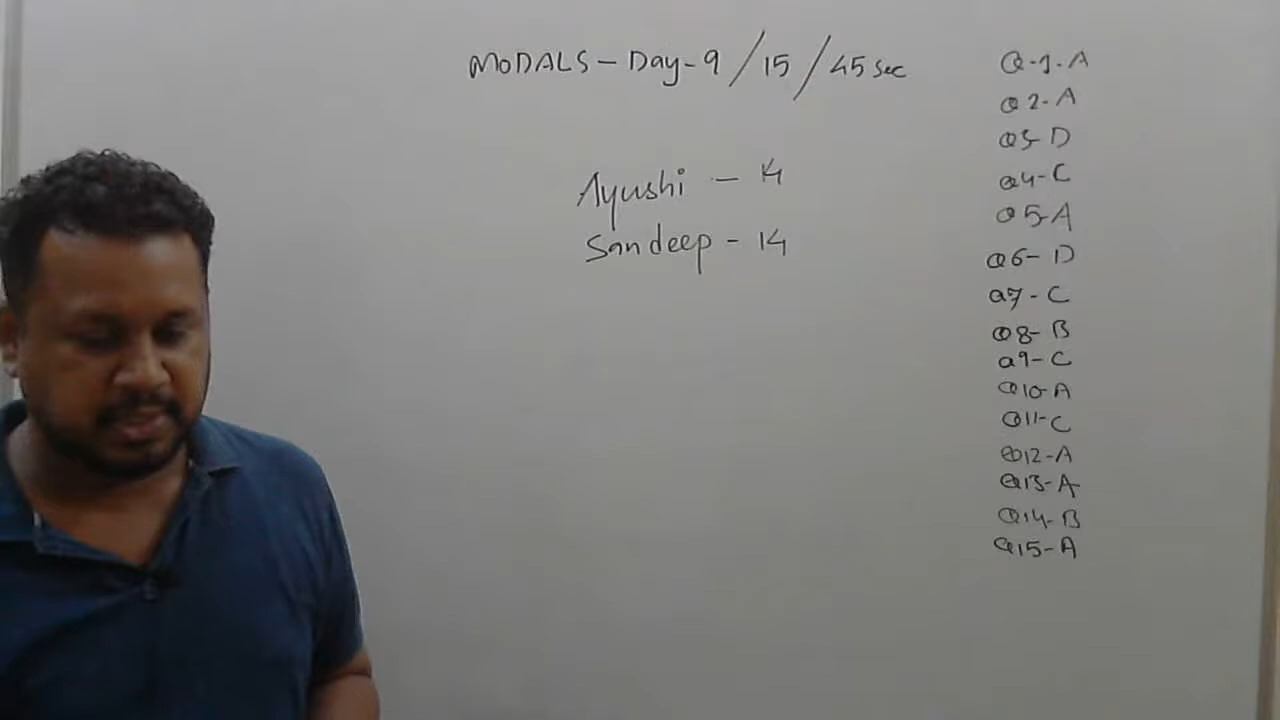 MODALS - Day - 9 / 15 / 45 sec
Ayushi - 14
Sandeep - 14
Q-1-A
Q2-A
Q3-D
Q4-C
Q5-A
Q6-D
Q7-C
Q8-B
Q9-C
Q10-A
Q11-C
Q12-A
Q13-A
Q14-B
Q15-A